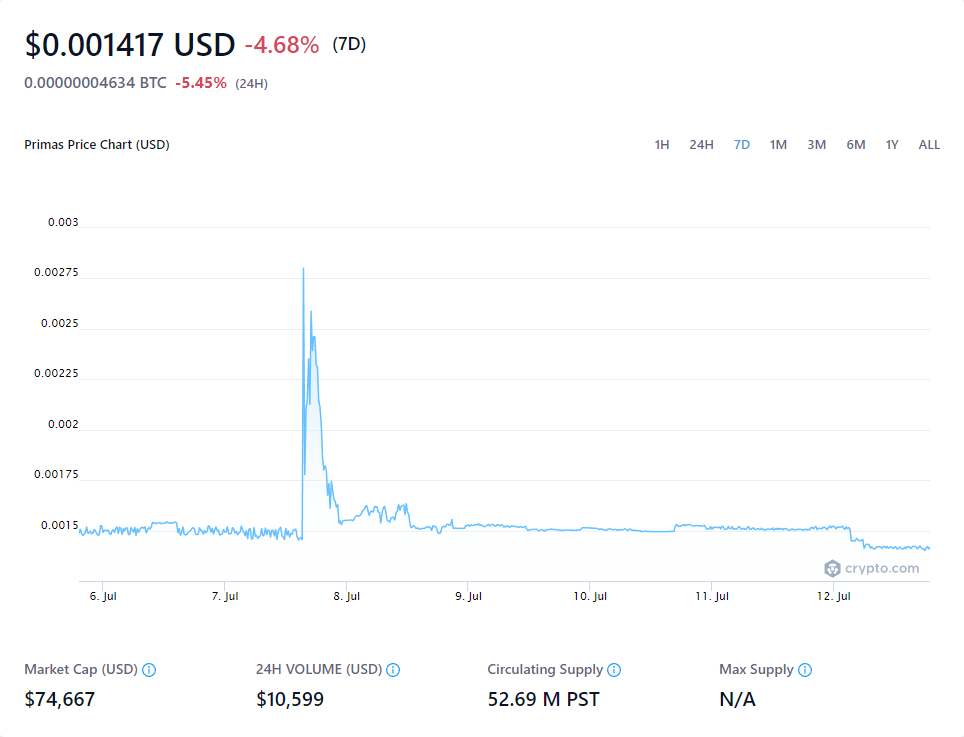 $0.001417 USD -4.68% (7D)
0.00000004634 BTC -5.45% (24H)
Primas Price Chart (USD) 1H 24H 7D 1M 3M 6M 1Y ALL
0.003
0.00275
0.0025
0.00225
0.002
0.00175
0.0015
crypto.com
6. Jul 7. Jul 8. Jul 9. Jul 10. Jul 11. Jul 12. Jul
Market Cap (USD) 24H VOLUME (USD) Circulating Supply Max Supply
$74,667 $10,599 52.69 M PST N/A